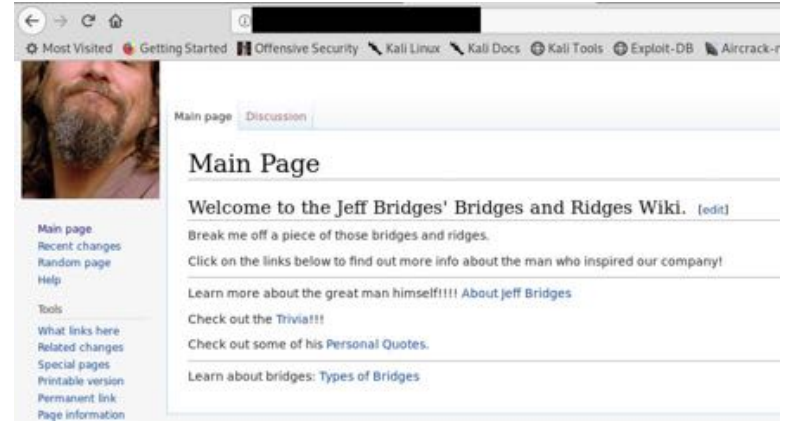 Most Visited Getting Started Offensive Security Kali Linux Kali Docs Kali Tools Exploit-DB
Main page Discussion
Main Page
Welcome to the Jeff Bridges' Bridges and Ridges Wiki. [edit]
Break me off a piece of those bridges and ridges.
Click on the links below to find out more info about the man who inspired our company!
Learn more about the great man himself!!!! About Jeff Bridges
Check out the Trivia!!!
Check out some of his Personal Quotes.
Learn about bridges: Types of Bridges
Main page
Recent changes
Random page
Help
Tools
What links here
Related changes
Special pages
Printable version
Permanent link
Page information